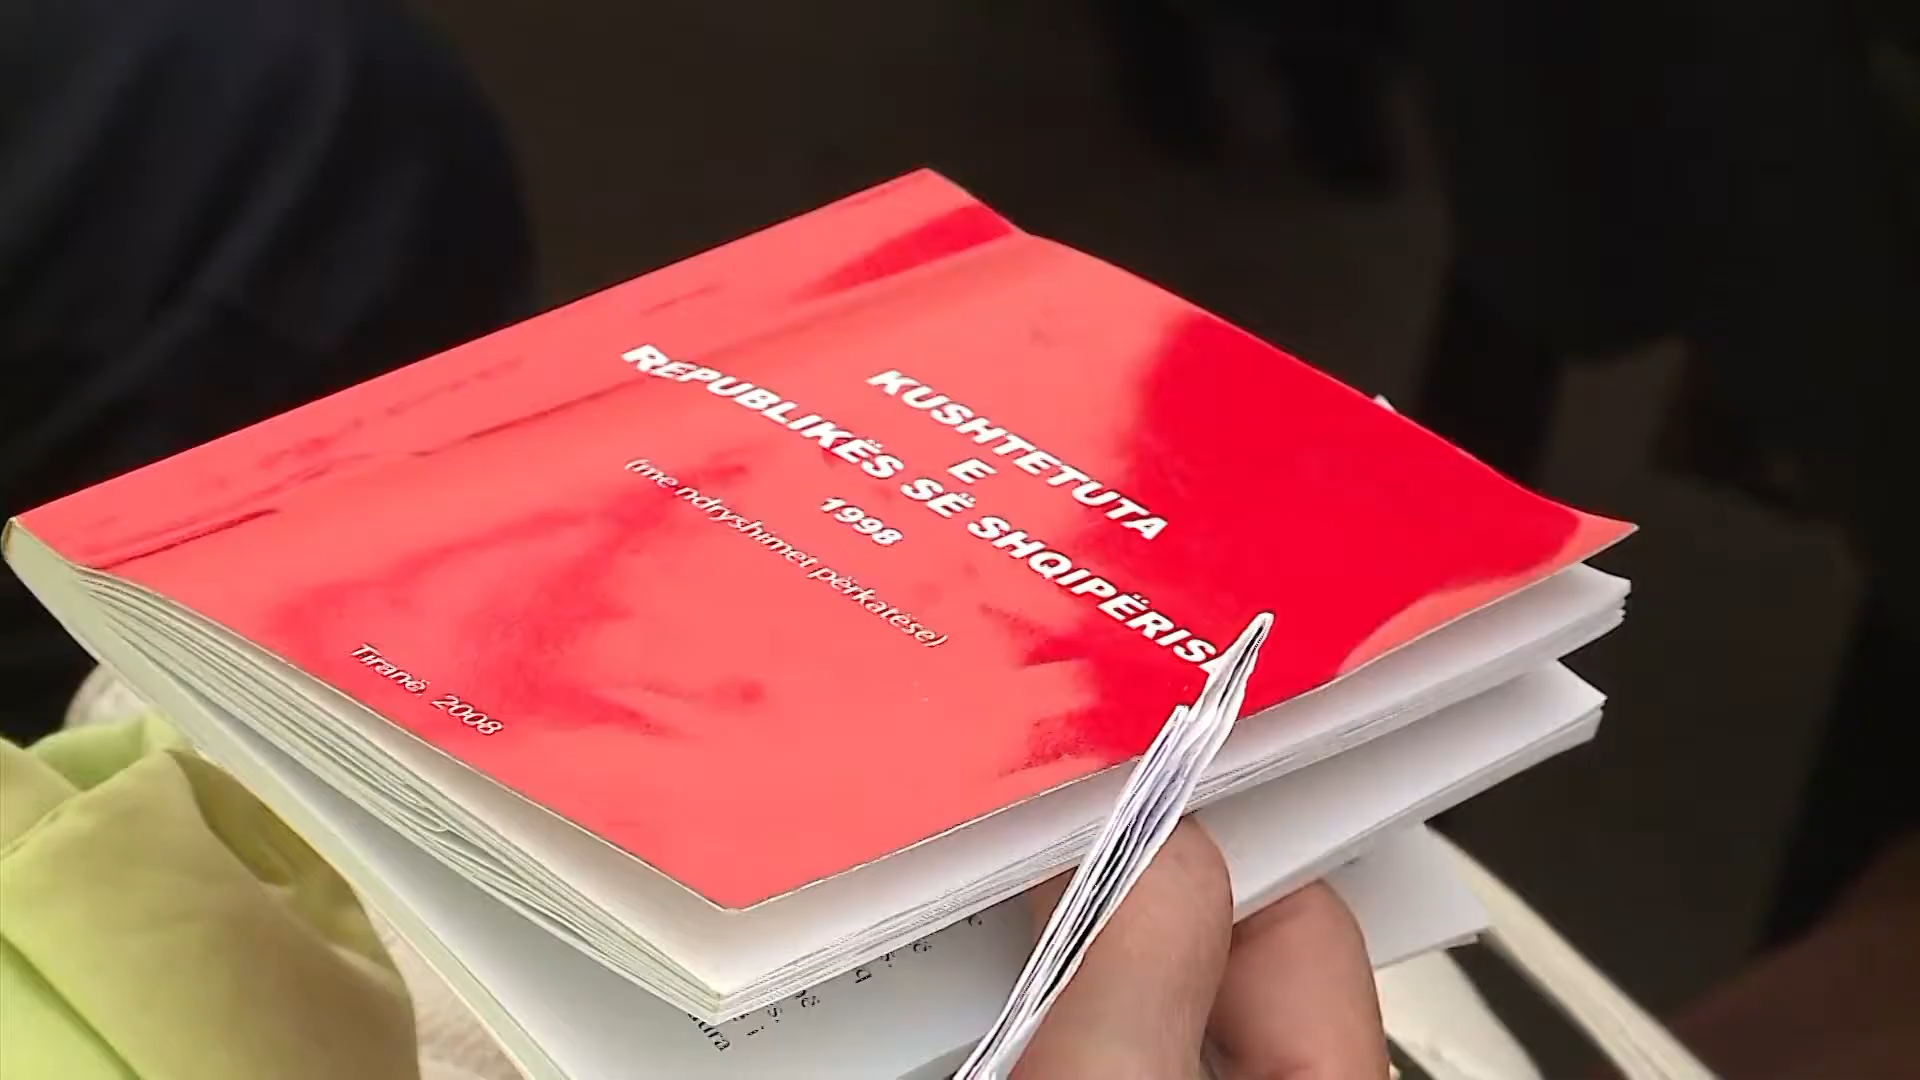 KUSHTETUTA
E
REPUBLIKËS SË SHQIPËRISË
1998
(me ndryshimet përkatëse)
Tiranë, 2008